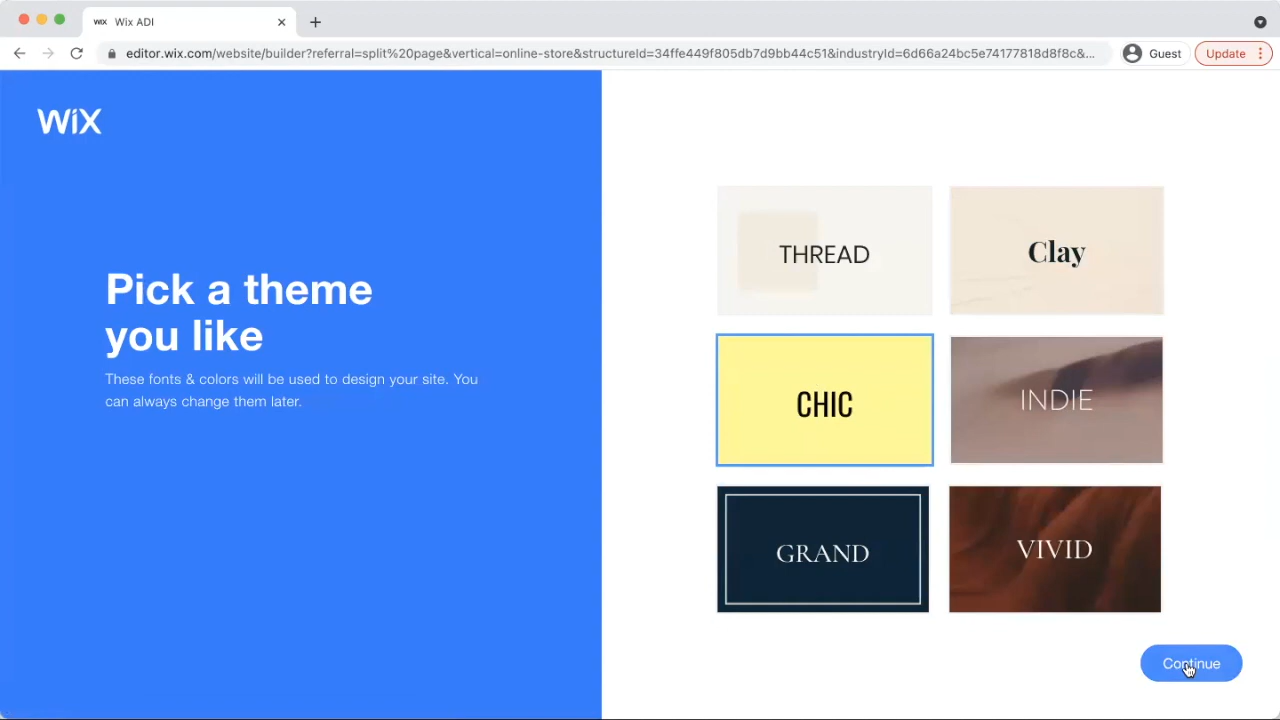 WiX Wix ADI
editor.wix.com/website/builder?referral=split%20page&vertical=online-store&structureId=34ffe449f805db7d9bb44c51&industryId=6d66a24bc5e74177818d8f8c&... Guest Update
WiX
Pick a theme
you like
These fonts & colors will be used to design your site. You
can always change them later.
THREAD
Clay
CHIC
INDIE
GRAND
VIVID
Continue